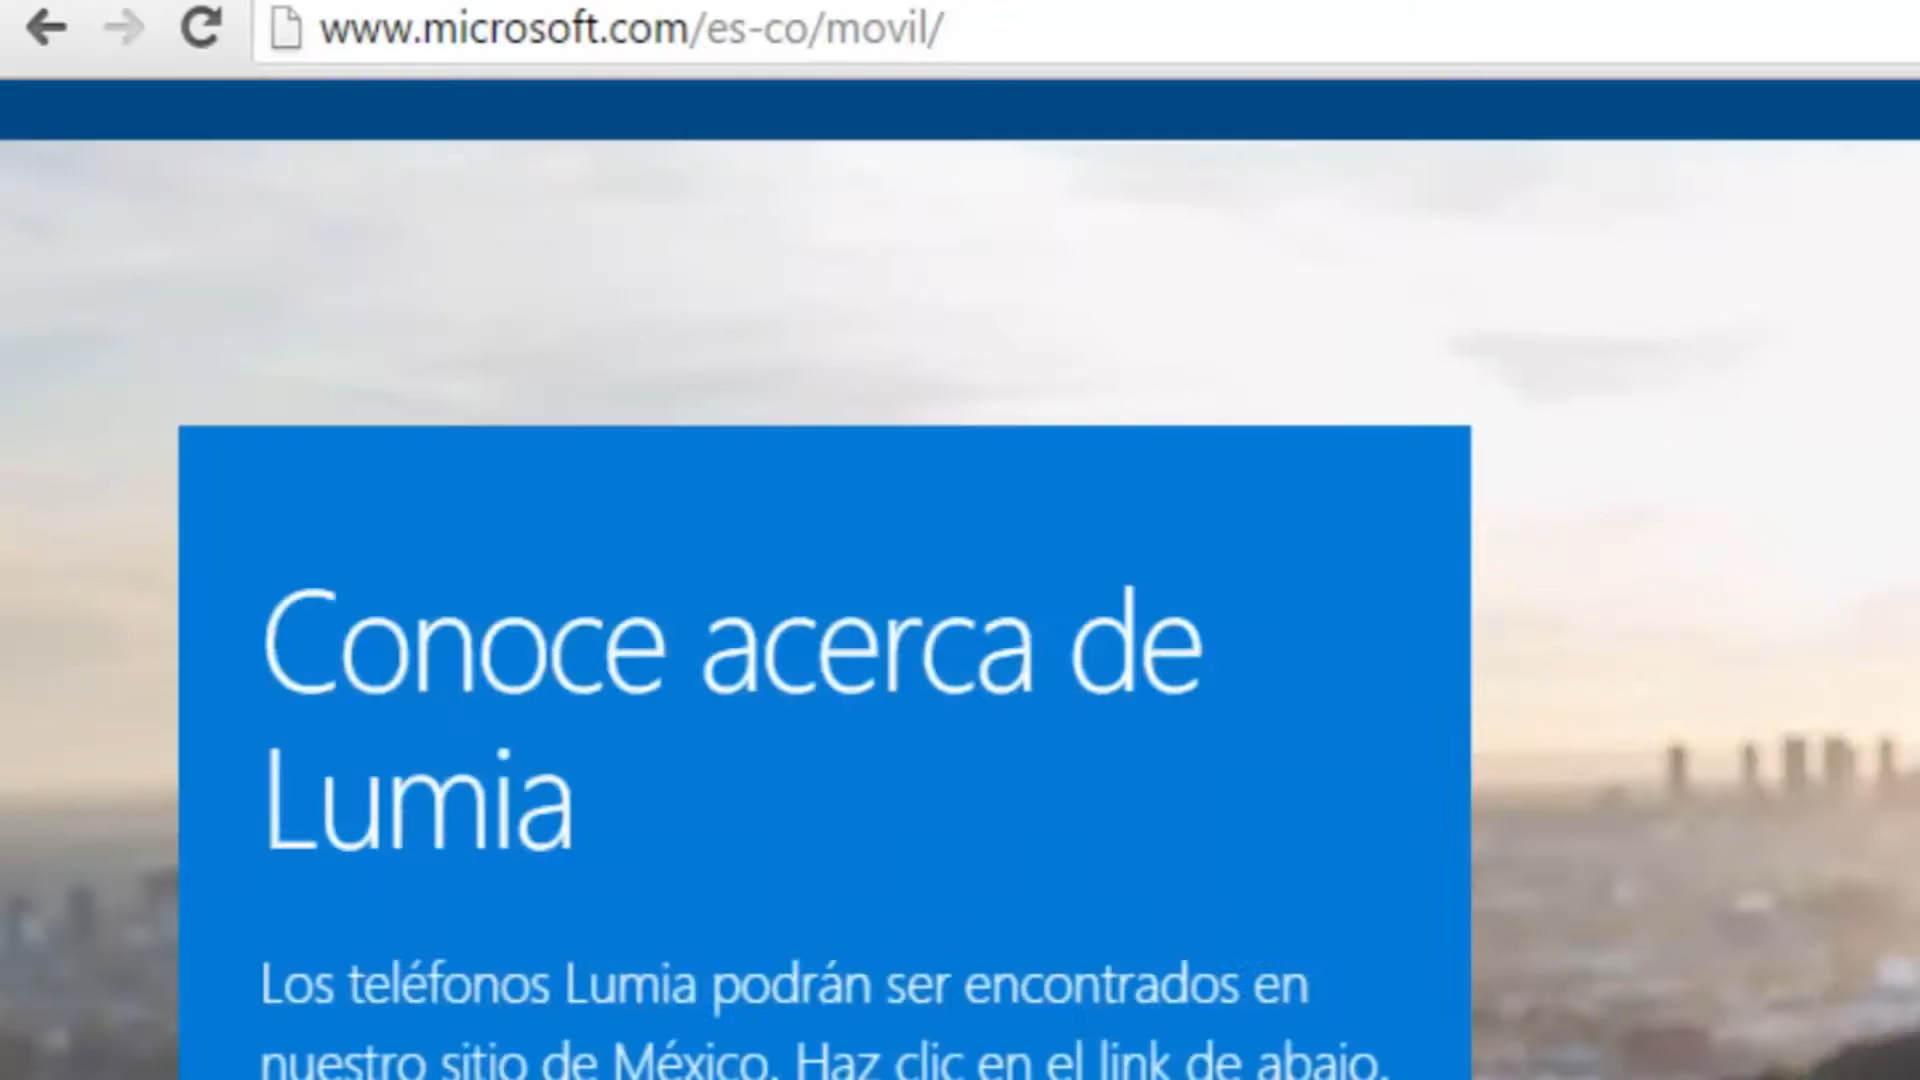 www.microsoft.com/es-co/movil/
Conoce acerca de
Lumia
Los teléfonos Lumia podrán ser encontrados en
nuestro sitio de México. Haz clic en el link de abajo.